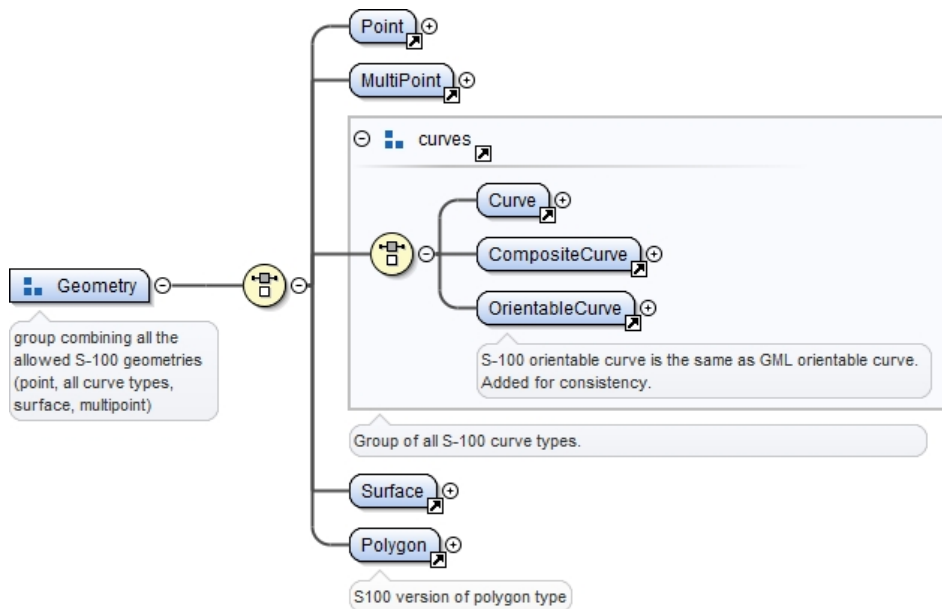 Point
MultiPoint
curves
Curve
CompositeCurve
OrientableCurve
S-100 orientable curve is the same as GML orientable curve.
Added for consistency.
Group of all S-100 curve types.
Geometry
group combining all the
allowed S-100 geometries
(point, all curve types,
surface, multipoint)
Surface
Polygon
S100 version of polygon type